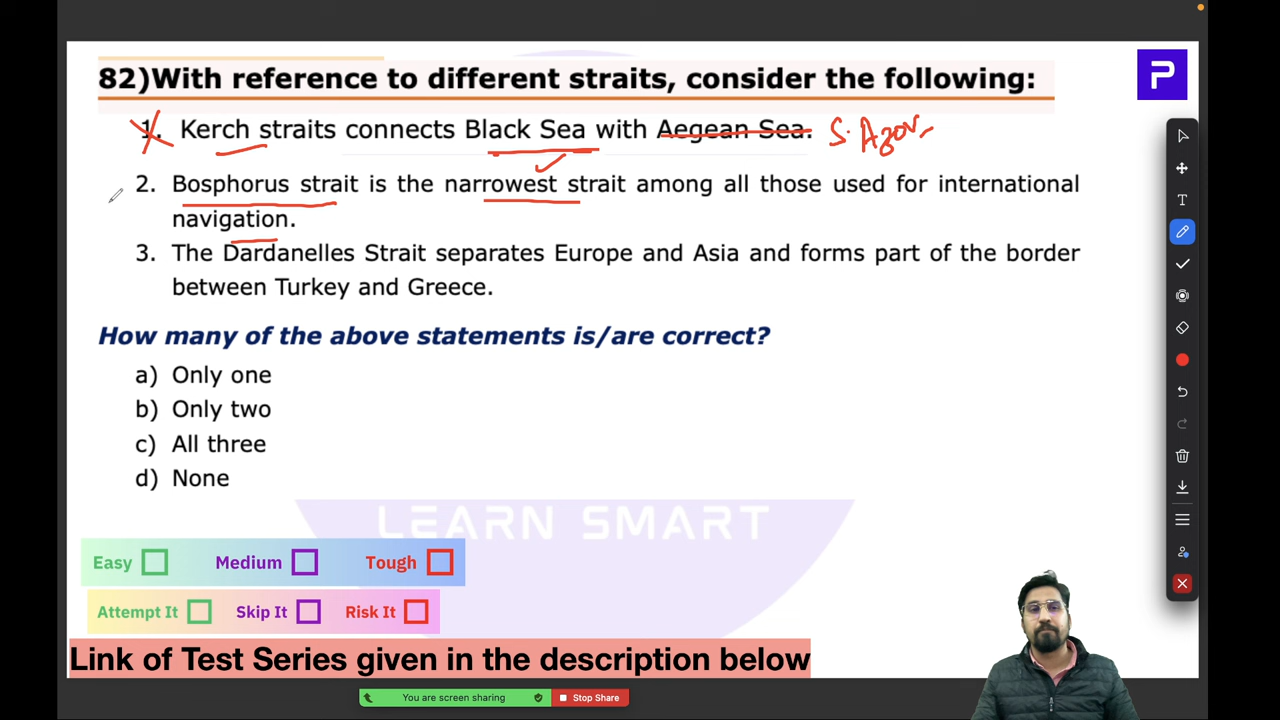 82)With reference to different straits, consider the following:
1. Kerch straits connects Black Sea with Aegean Sea. S. Azov
2. Bosphorus strait is the narrowest strait among all those used for international
navigation.
3. The Dardanelles Strait separates Europe and Asia and forms part of the border
between Turkey and Greece.
How many of the above statements is/are correct?
a) Only one
b) Only two
c) All three
d) None
LEARN SMART
Easy Medium Tough
Attempt It Skip It Risk It
Link of Test Series given in the description below
You are screen sharing Stop Share
P
T